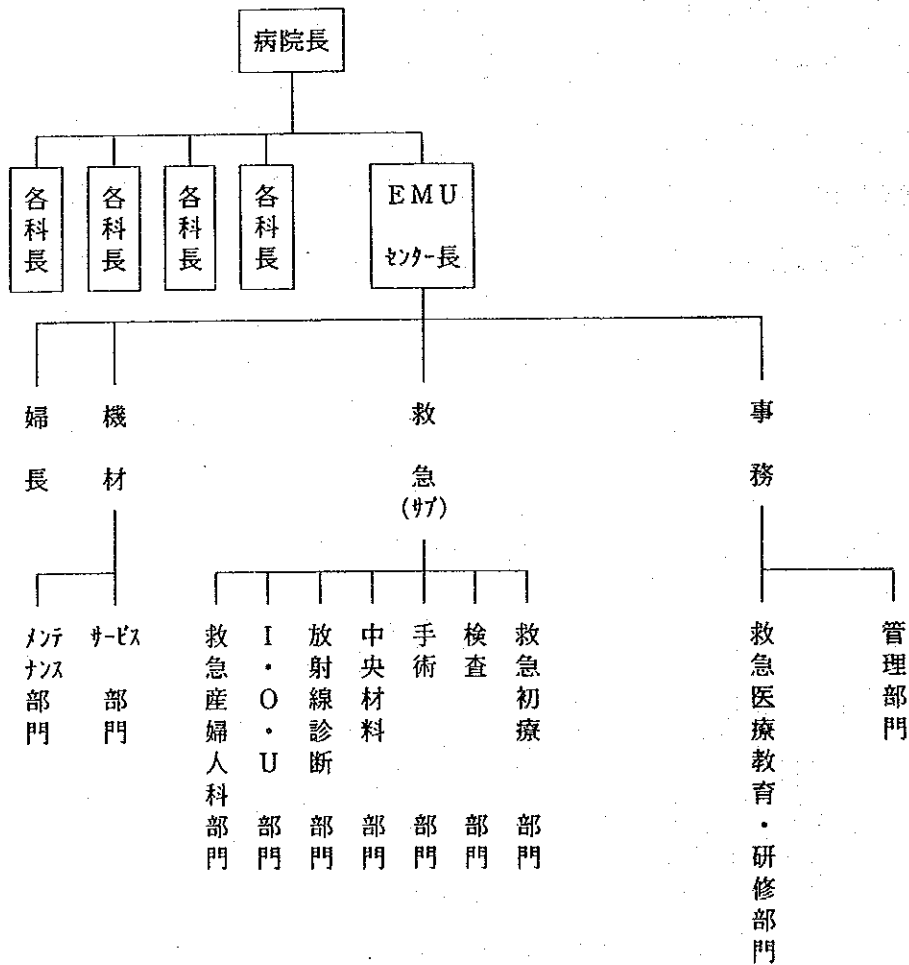 病院長
各科長
各科長
各科長
各科長
EMU
センター長
婦長
機材
救急
(サブ)
事務
メンテ
ナンス
部門
サービス
部門
救急産婦人科部門
I・O・U部門
放射線診断部門
中央材料部門
手術部門
検査部門
救急初療部門
救急医療教育・研修部門
管理部門